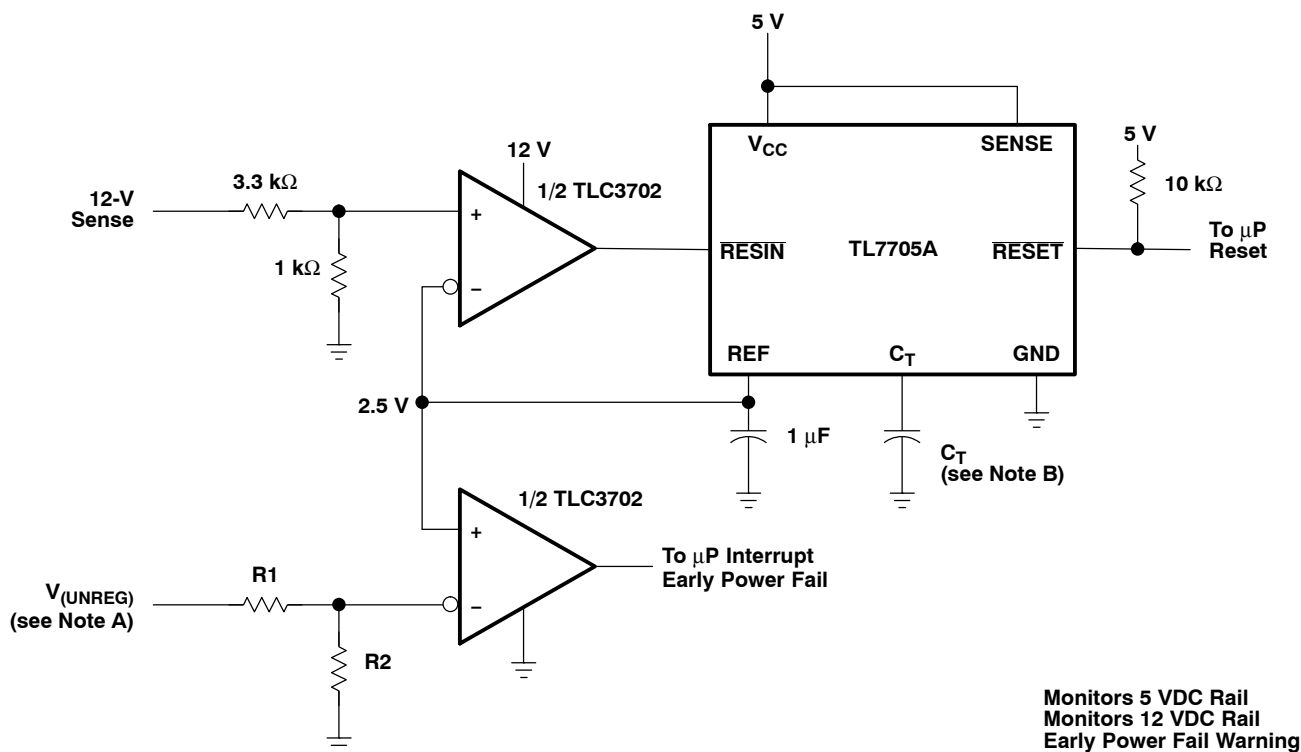 5 V
V_CC
SENSE
5 V
12 V
1/2 TLC3702
3.3 kΩ
10 kΩ
12-V
Sense
+
RESIN
TL7705A
RESET
To μP
Reset
1 kΩ
−
REF
C_T
GND
2.5 V
1 μF
C_T
(see Note B)
1/2 TLC3702
+
To μP Interrupt
Early Power Fail
V_(UNREG)
(see Note A)
R1
−
R2
Monitors 5 VDC Rail
Monitors 12 VDC Rail
Early Power Fail Warning